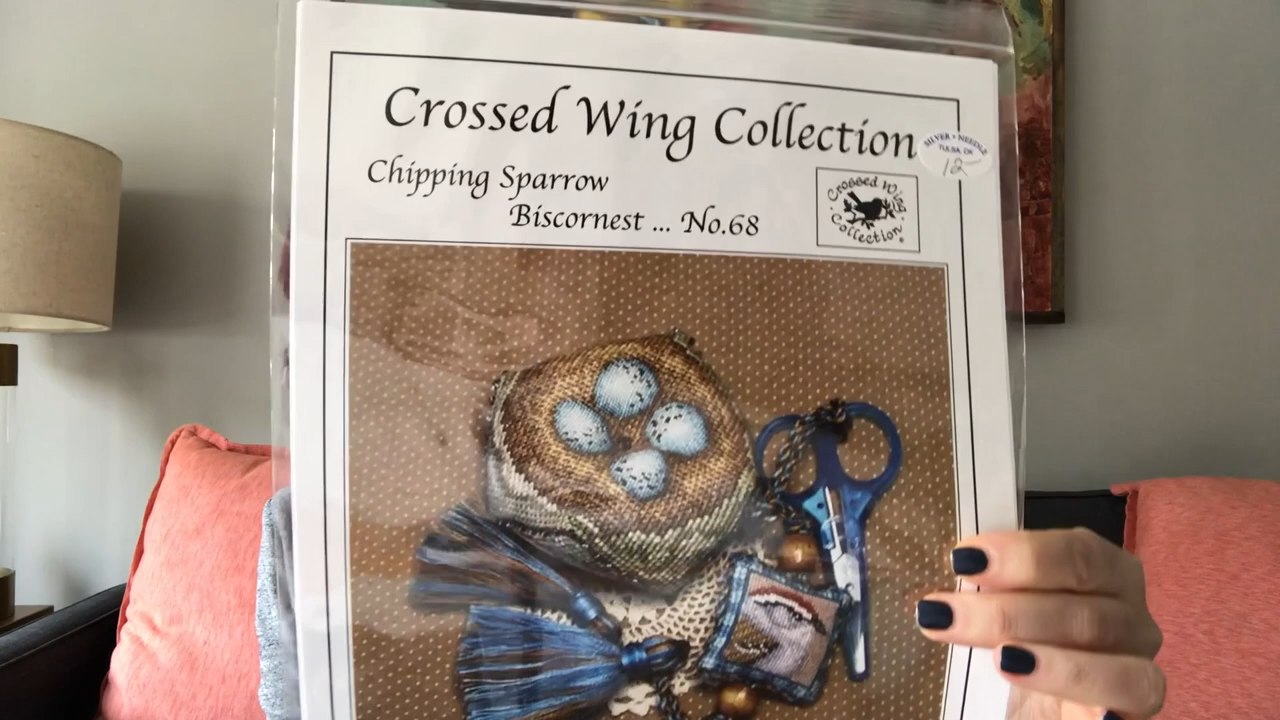 Crossed Wing Collection
SILVER • NEEDLE
TULSA, OK
12
Chipping Sparrow
Biscornest ... No.68
Crossed Wing
Collection